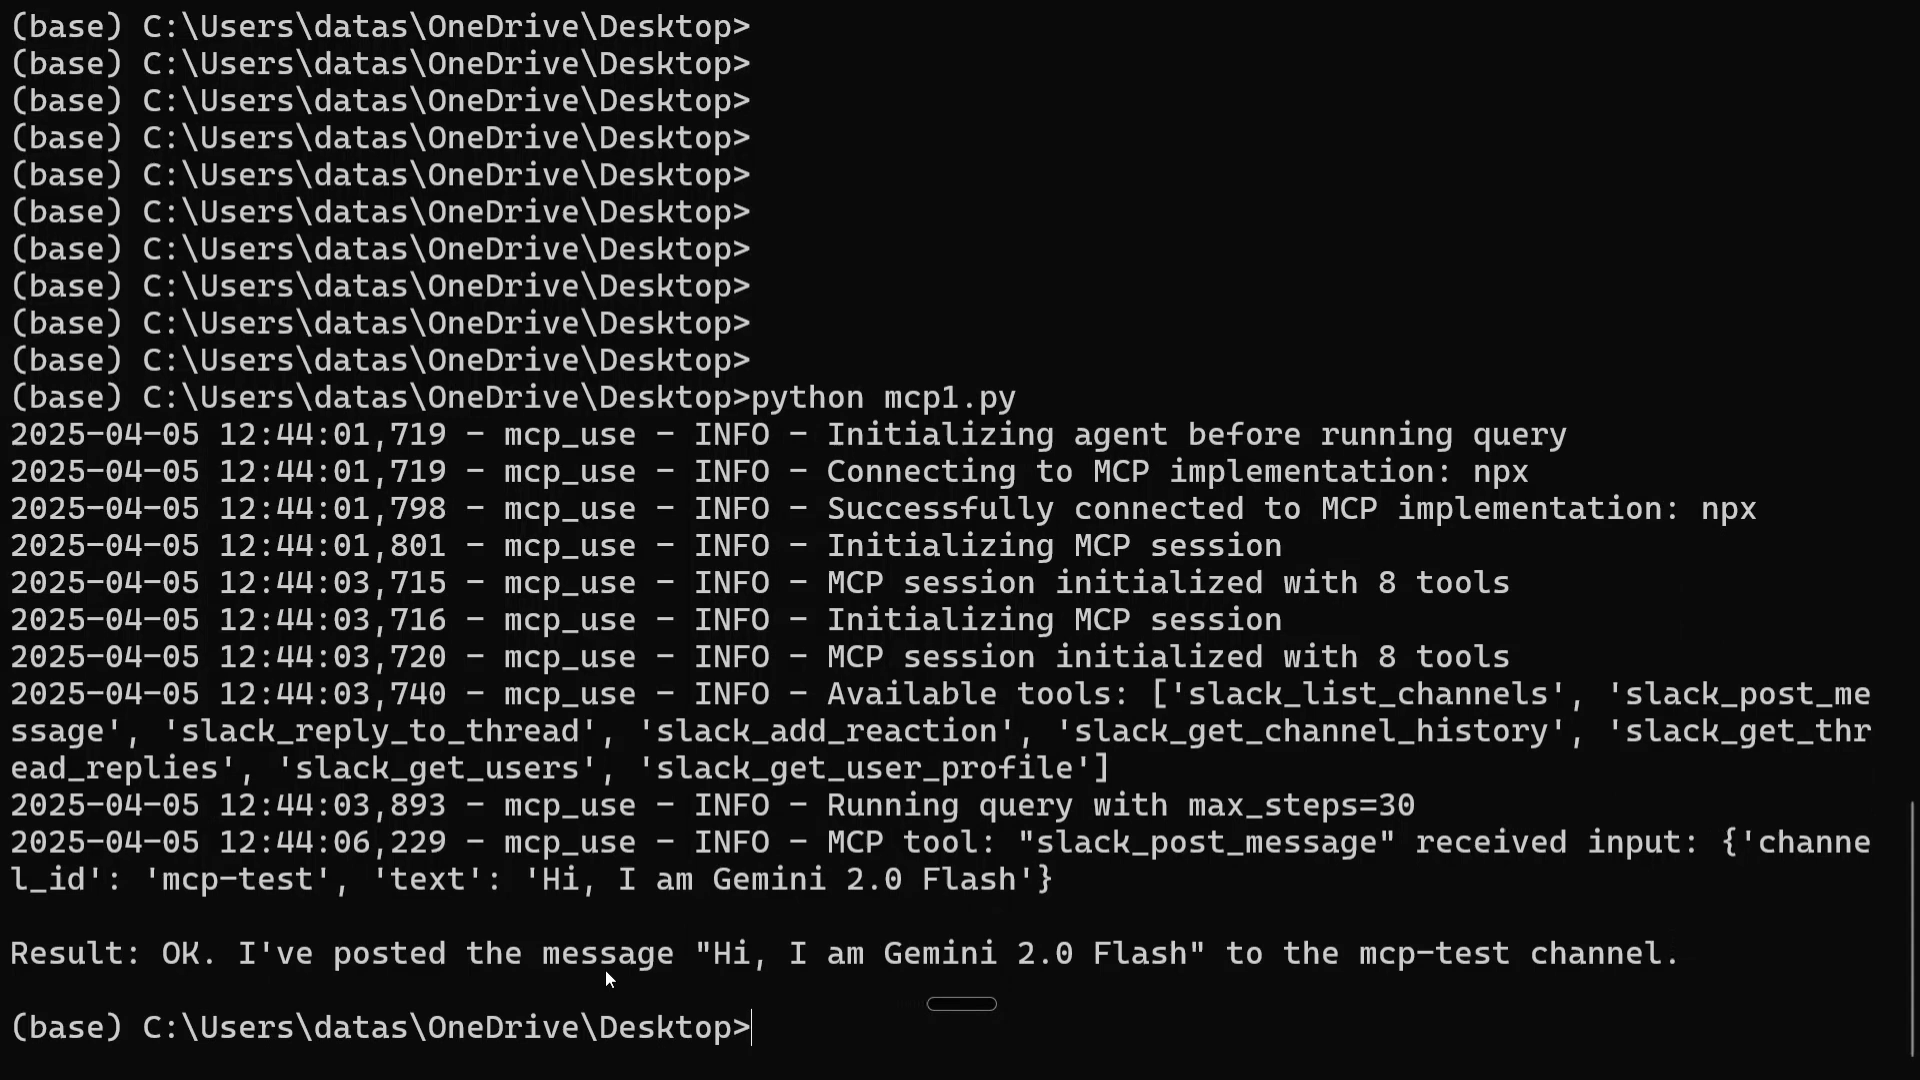 (base) C:\Users\datas\OneDrive\Desktop>
(base) C:\Users\datas\OneDrive\Desktop>
(base) C:\Users\datas\OneDrive\Desktop>
(base) C:\Users\datas\OneDrive\Desktop>
(base) C:\Users\datas\OneDrive\Desktop>
(base) C:\Users\datas\OneDrive\Desktop>
(base) C:\Users\datas\OneDrive\Desktop>
(base) C:\Users\datas\OneDrive\Desktop>
(base) C:\Users\datas\OneDrive\Desktop>
(base) C:\Users\datas\OneDrive\Desktop>
(base) C:\Users\datas\OneDrive\Desktop>python mcp1.py
2025-04-05 12:44:01,719 - mcp_use - INFO - Initializing agent before running query
2025-04-05 12:44:01,719 - mcp_use - INFO - Connecting to MCP implementation: npx
2025-04-05 12:44:01,798 - mcp_use - INFO - Successfully connected to MCP implementation: npx
2025-04-05 12:44:01,801 - mcp_use - INFO - Initializing MCP session
2025-04-05 12:44:03,715 - mcp_use - INFO - MCP session initialized with 8 tools
2025-04-05 12:44:03,716 - mcp_use - INFO - Initializing MCP session
2025-04-05 12:44:03,720 - mcp_use - INFO - MCP session initialized with 8 tools
2025-04-05 12:44:03,740 - mcp_use - INFO - Available tools: ['slack_list_channels', 'slack_post_me
ssage', 'slack_reply_to_thread', 'slack_add_reaction', 'slack_get_channel_history', 'slack_get_thr
ead_replies', 'slack_get_users', 'slack_get_user_profile']
2025-04-05 12:44:03,893 - mcp_use - INFO - Running query with max_steps=30
2025-04-05 12:44:06,229 - mcp_use - INFO - MCP tool: "slack_post_message" received input: {'channe
l_id': 'mcp-test', 'text': 'Hi, I am Gemini 2.0 Flash'}
Result: OK. I've posted the message "Hi, I am Gemini 2.0 Flash" to the mcp-test channel.
(base) C:\Users\datas\OneDrive\Desktop>